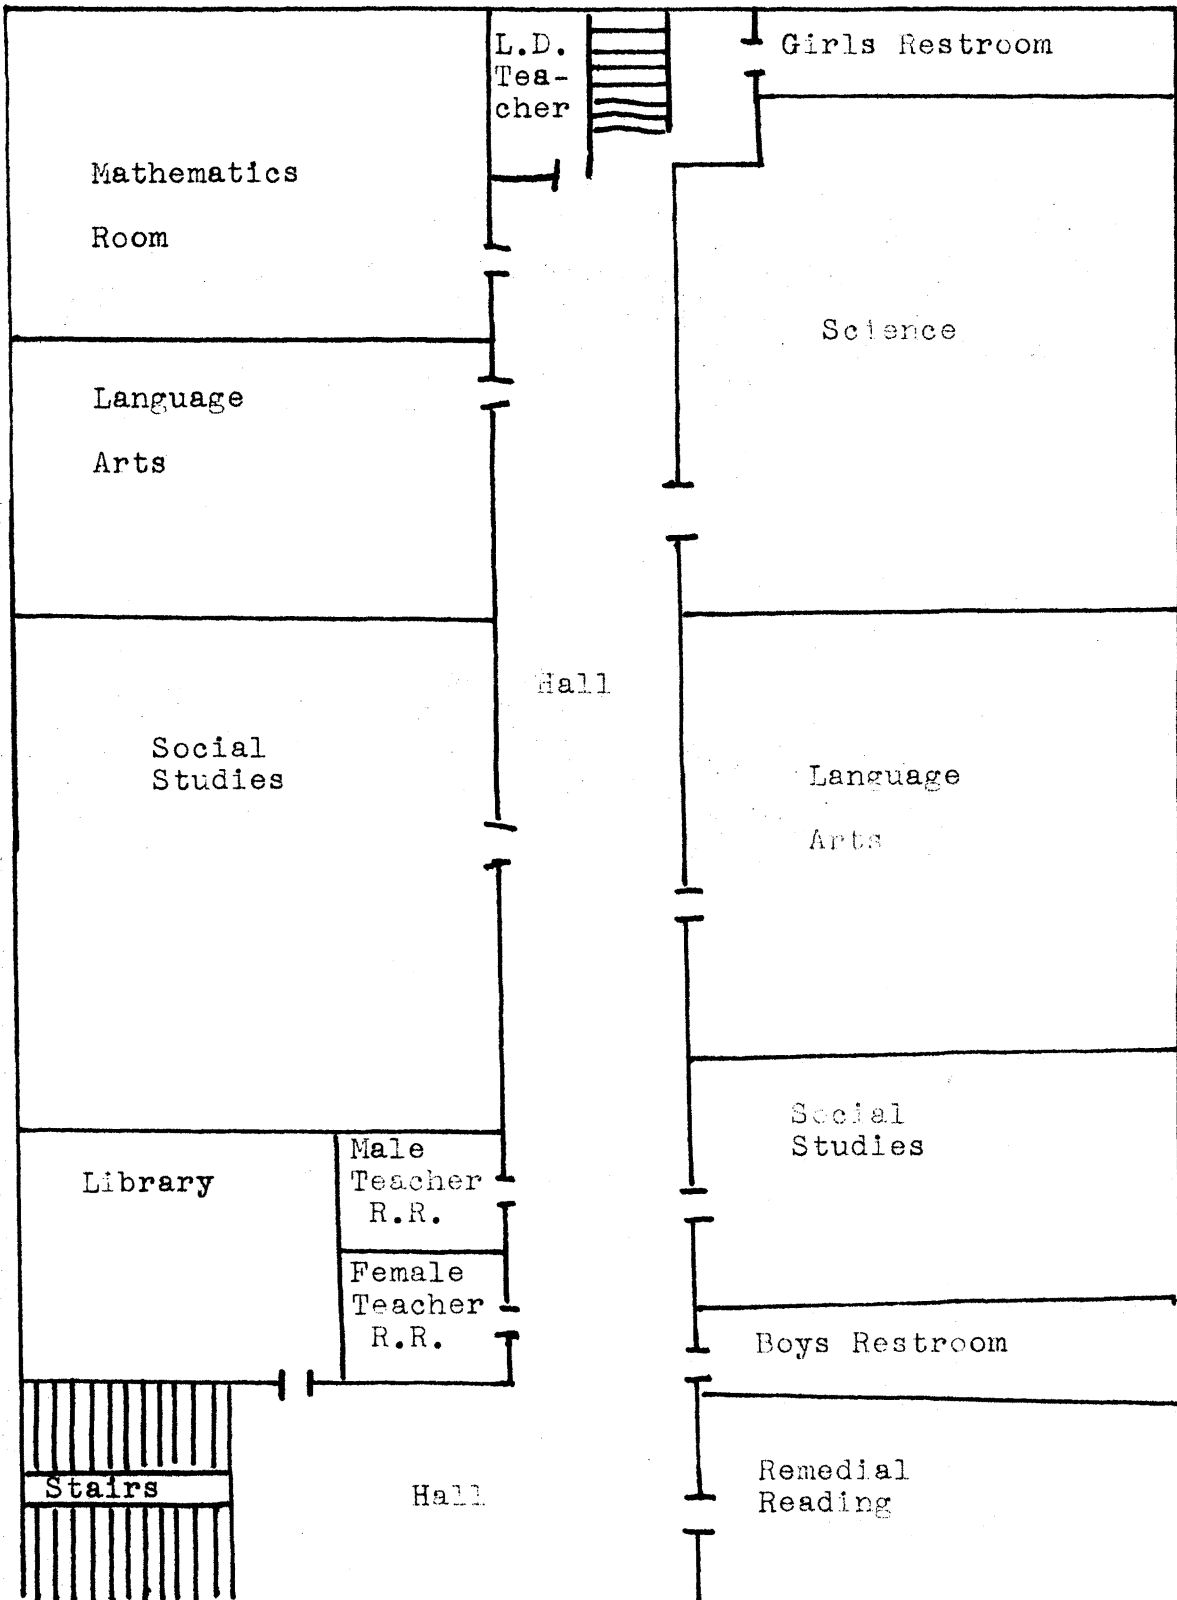 L.D.
Tea-
cher
Girls Restroom
Mathematics
Room
Science
Language
Arts
Hall
Social
Studies
Language
Arts
Social
Studies
Library
Male
Teacher
R.R.
Female
Teacher
R.R.
Boys Restroom
Stairs
Hall
Remedial
Reading